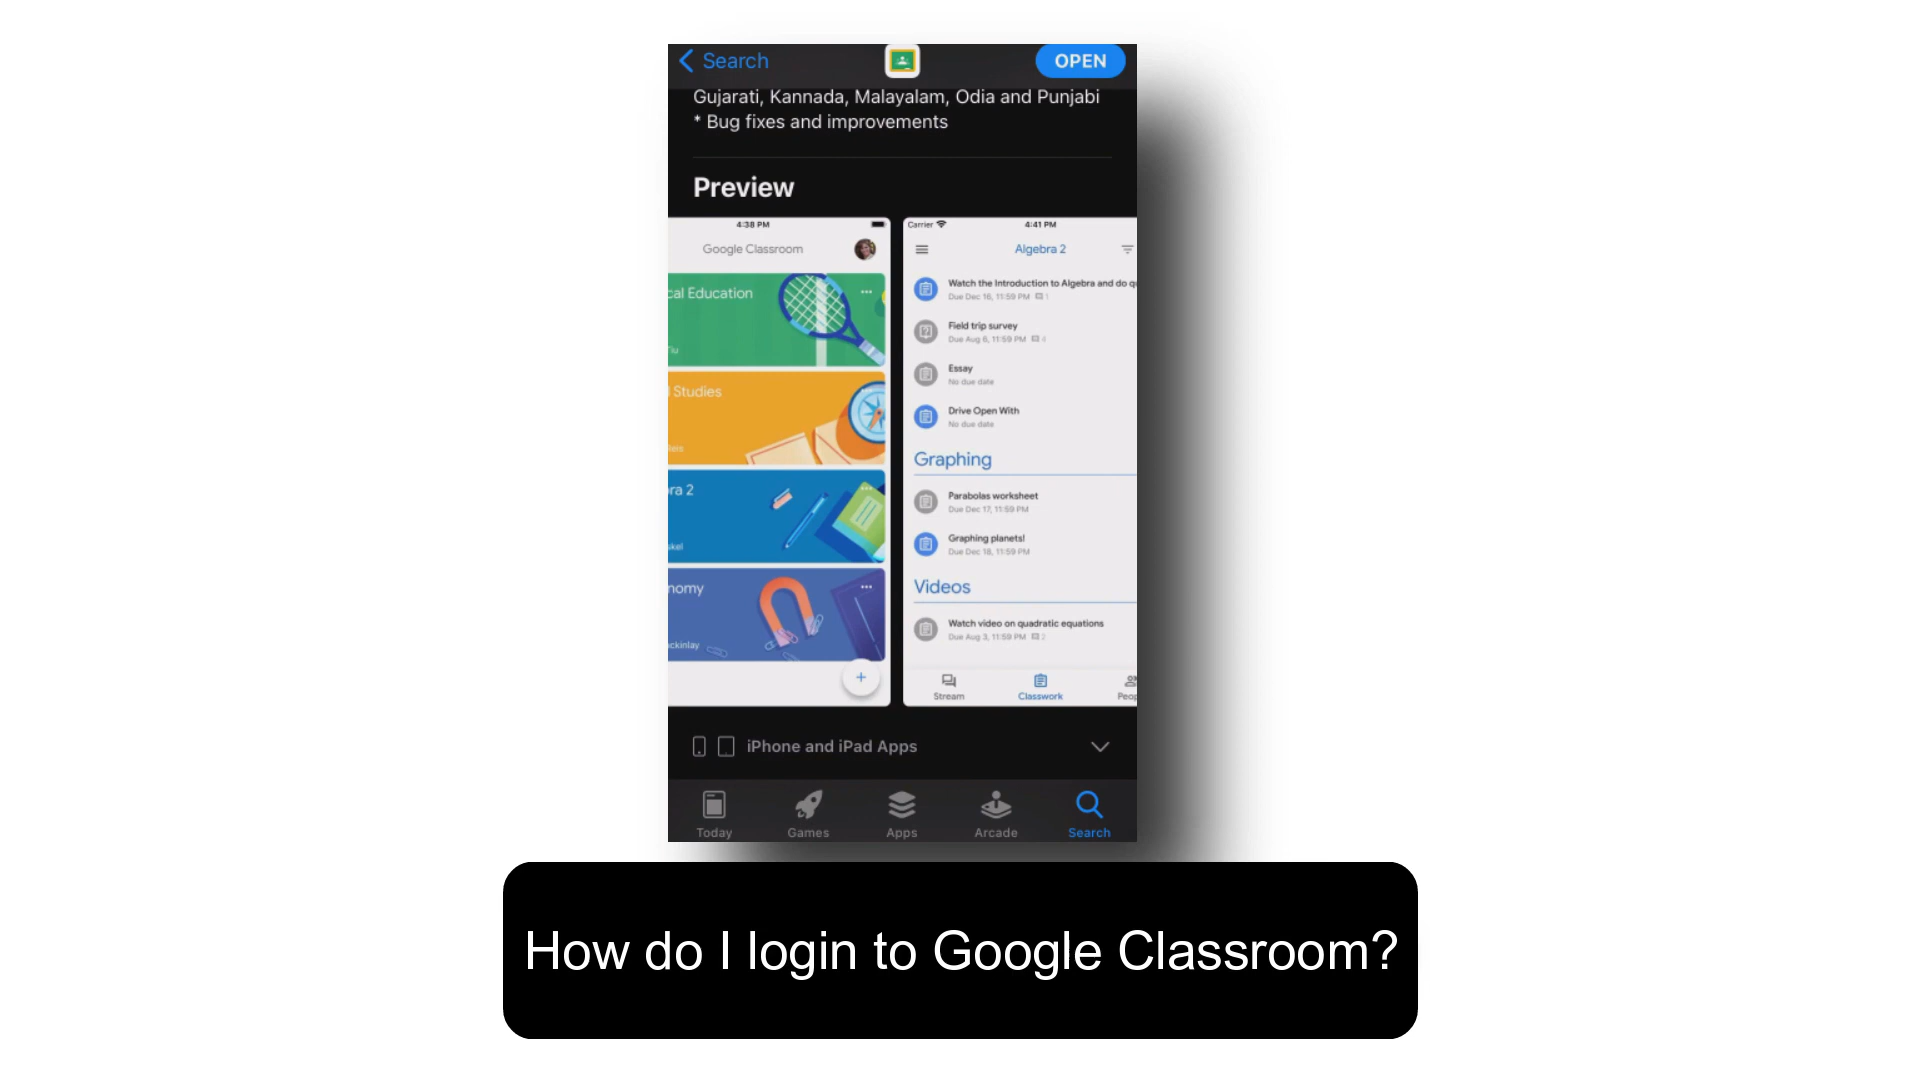 Search
OPEN
Gujarati, Kannada, Malayalam, Odia and Punjabi
* Bug fixes and improvements
Preview
4:38 PM
Google Classroom
cal Education
l Studies
ra 2
skel
nomy
ckinlay
+
Carrier
4:41 PM
Algebra 2
Watch the Introduction to Algebra and do q
Due Dec 16, 11:59 PM 1
Field trip survey
Due Aug 6, 11:59 PM
Essay
No due date
Drive Open With
No due date
Graphing
Parabolas worksheet
Due Dec 17, 11:59 PM
Graphing planets!
Due Dec 18, 11:59 PM
Videos
Watch video on quadratic equations
Due Aug 3, 11:59 PM 2
Stream
Classwork
Peop
iPhone and iPad Apps
Today
Games
Apps
Arcade
Search
How do I login to Google Classroom?